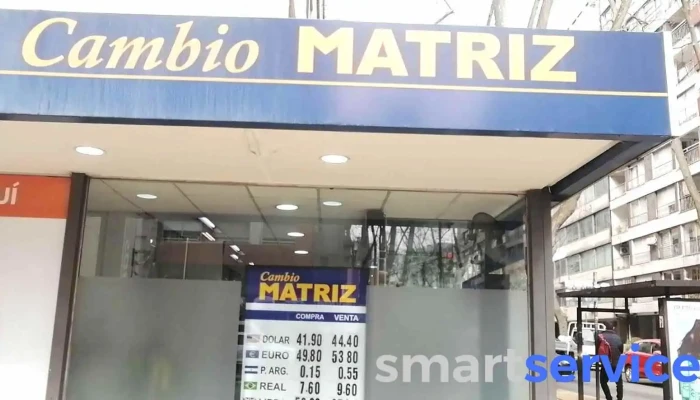 Cambio MATRIZ
UÍ
Cambio
MATRIZ
COMPRA VENTA
DOLAR 41.90 44.40
EURO 49.80 53.80
P. ARG. 0.15 0.55
REAL 7.60 9.60
smartservice